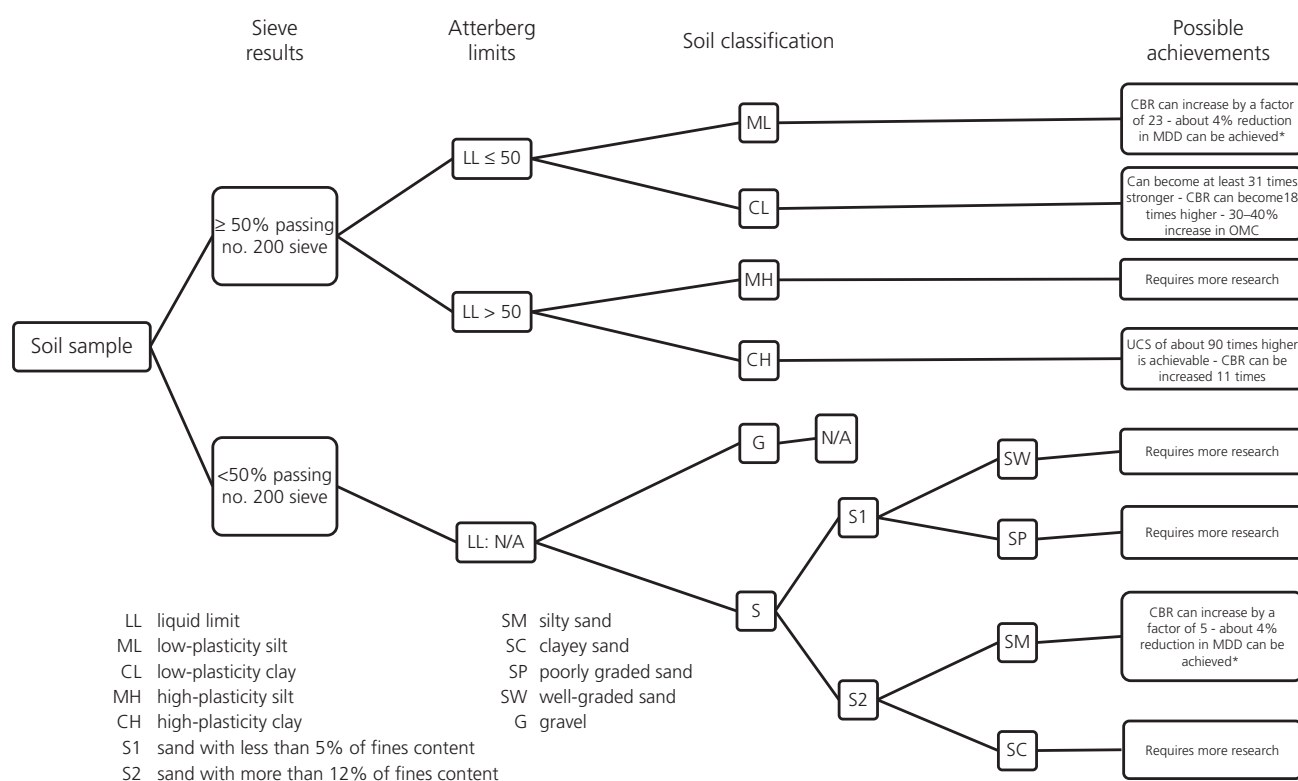 Sieve
results
Atterberg
limits
Soil classification
Possible
achievements
Soil sample
≥ 50% passing
no. 200 sieve
<50% passing
no. 200 sieve
LL ≤ 50
LL > 50
LL: N/A
ML
CL
MH
CH
G
N/A
S
S1
S2
SW
SP
SM
SC
CBR can increase by a factor
of 23 - about 4% reduction
in MDD can be achieved*
Can become at least 31 times
stronger - CBR can become18
times higher - 30–40%
increase in OMC
Requires more research
UCS of about 90 times higher
is achievable - CBR can be
increased 11 times
Requires more research
Requires more research
CBR can increase by a
factor of 5 - about 4%
reduction in MDD can be
achieved*
Requires more research
LL liquid limit
ML low-plasticity silt
CL low-plasticity clay
MH high-plasticity silt
CH high-plasticity clay
S1 sand with less than 5% of fines content
S2 sand with more than 12% of fines content
SM silty sand
SC clayey sand
SP poorly graded sand
SW well-graded sand
G gravel